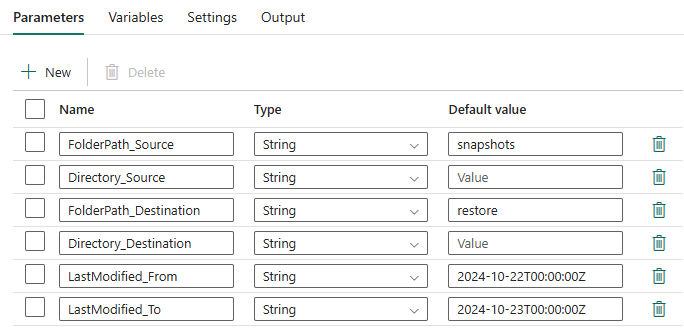 Parameters Variables Settings Output
New Delete
Name Type Default value
FolderPath_Source String snapshots
Directory_Source String Value
FolderPath_Destination String restore
Directory_Destination String Value
LastModified_From String 2024-10-22T00:00:00Z
LastModified_To String 2024-10-23T00:00:00Z